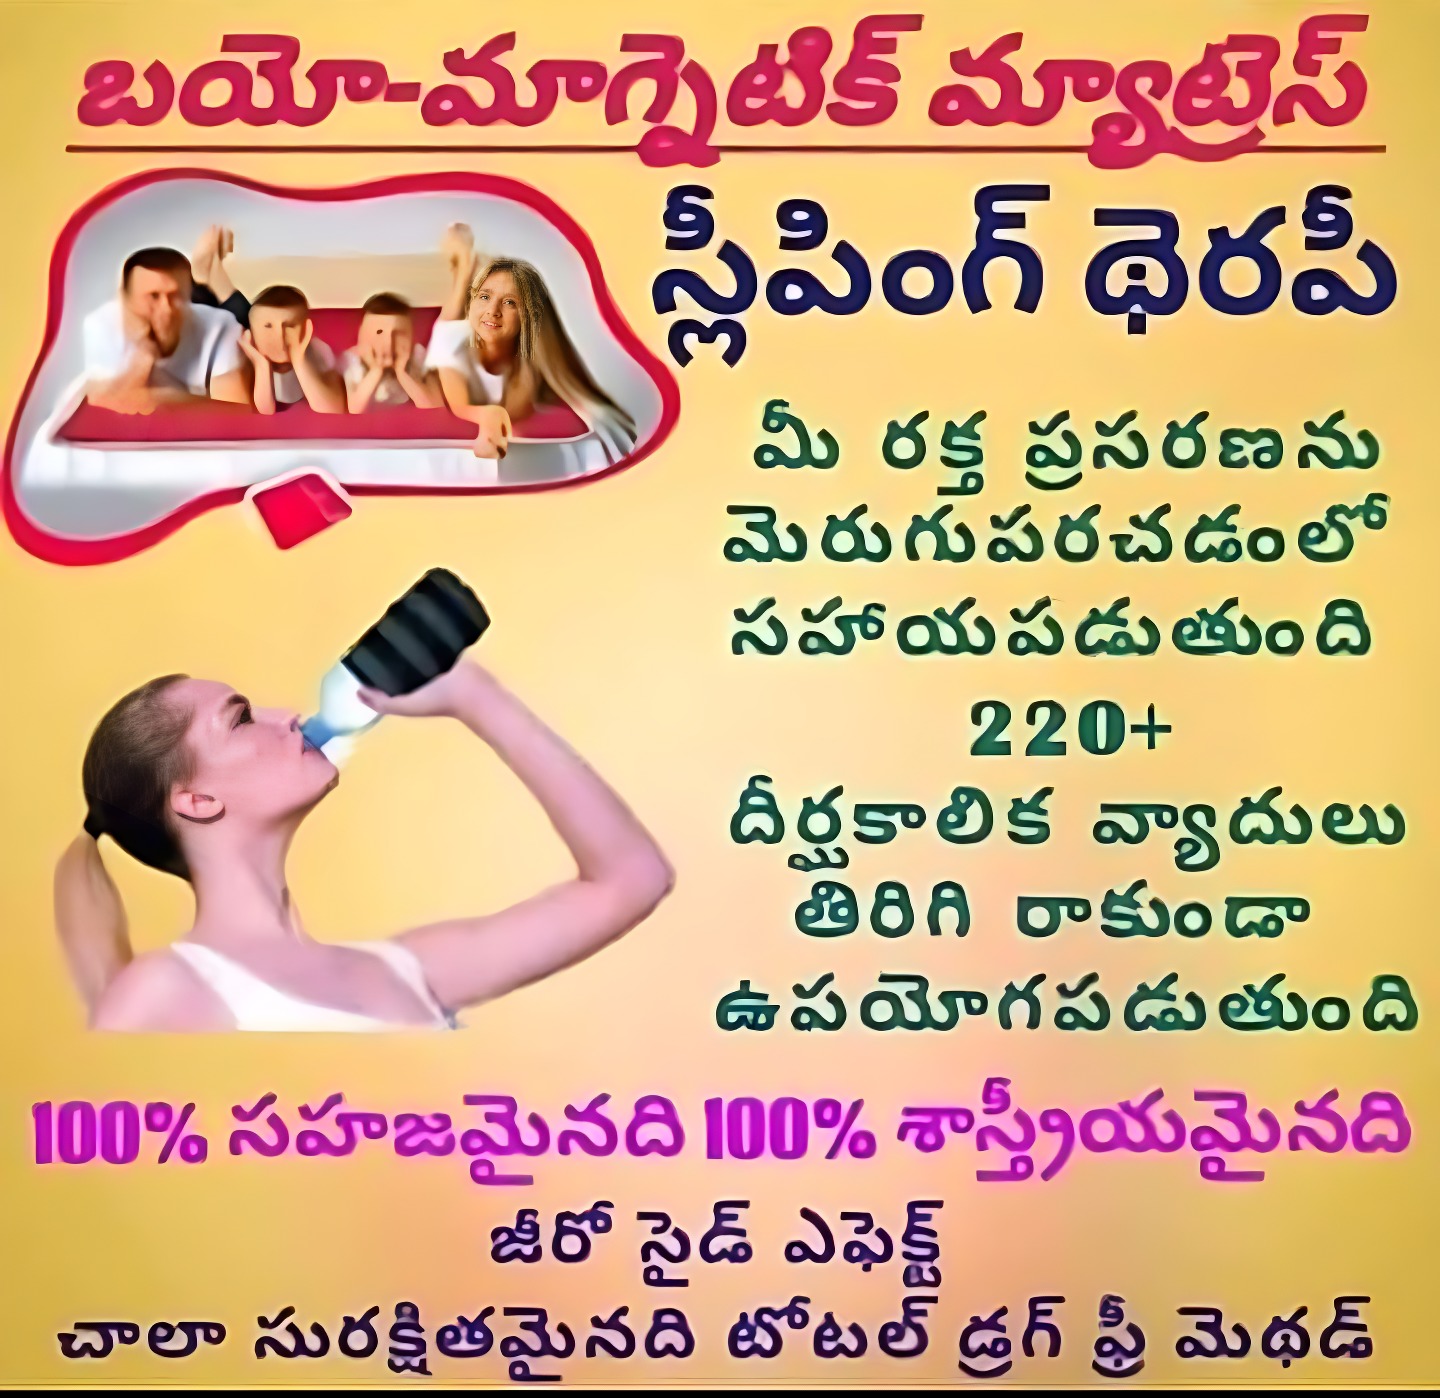 బయో-మాగ్నెటిక్ మ్యాట్రెస్
స్లీపింగ్ థెరపీ
మీ రక్త ప్రసరణను
మెరుగుపరచడంలో
సహాయపడుతుంది
220+
దీర్ఘకాలిక వ్యాదులు
తిరిగి రాకుండా
ఉపయోగపడుతుంది
100% సహజమైనది 100% శాస్త్రీయమైనది
జీరో సైడ్ ఎఫెక్ట్
చాలా సురక్షితమైనది టోటల్ డ్రగ్ ఫ్రీ మెథడ్